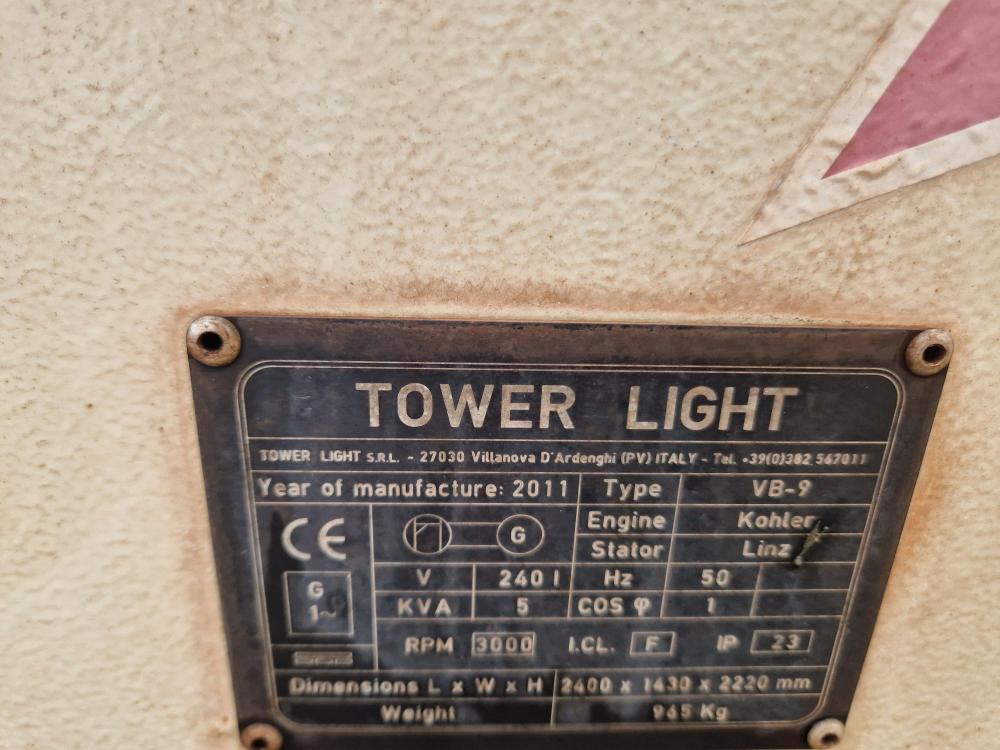 TOWER LIGHT
TOWER LIGHT S.R.L. - 27030 Villanova D'Ardenghi (PV) ITALY - Tel. +39(0)382 567011
Year of manufacture: 2011 Type VB-9
CE G Engine Kohler
Stator Linz
G 1~ V 240 Hz 50
KVA 5 COS φ 1
RPM 3000 I.CL. F IP 23
Dimensions L x W x H 2400 x 1430 x 2220 mm
Weight 965 Kg